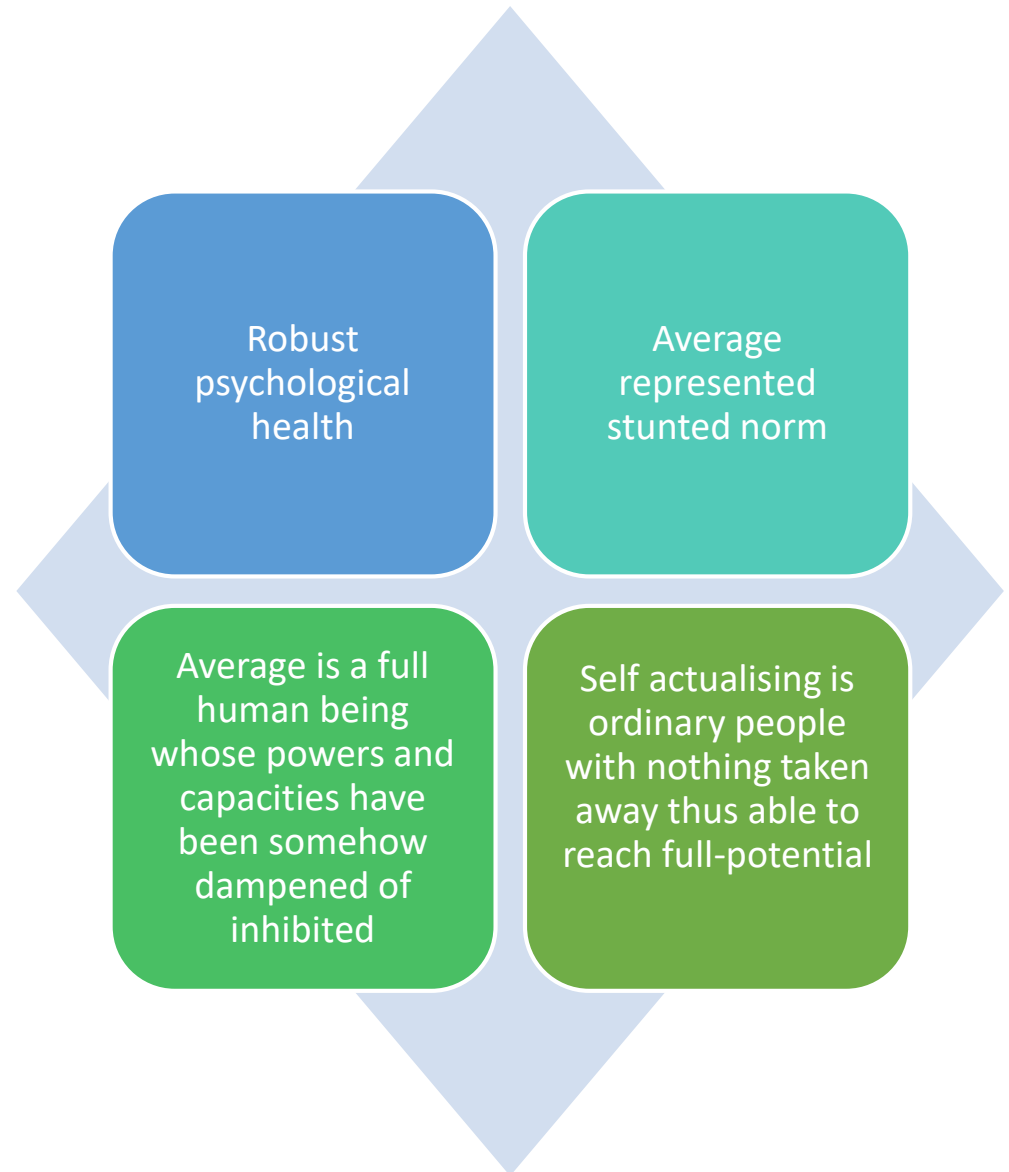 Robust
psychological
health
Average
represented
stunted norm
Average is a full
human being
whose powers and
capacities have
been somehow
dampened of
inhibited
Self actualising is
ordinary people
with nothing taken
away thus able to
reach full-potential